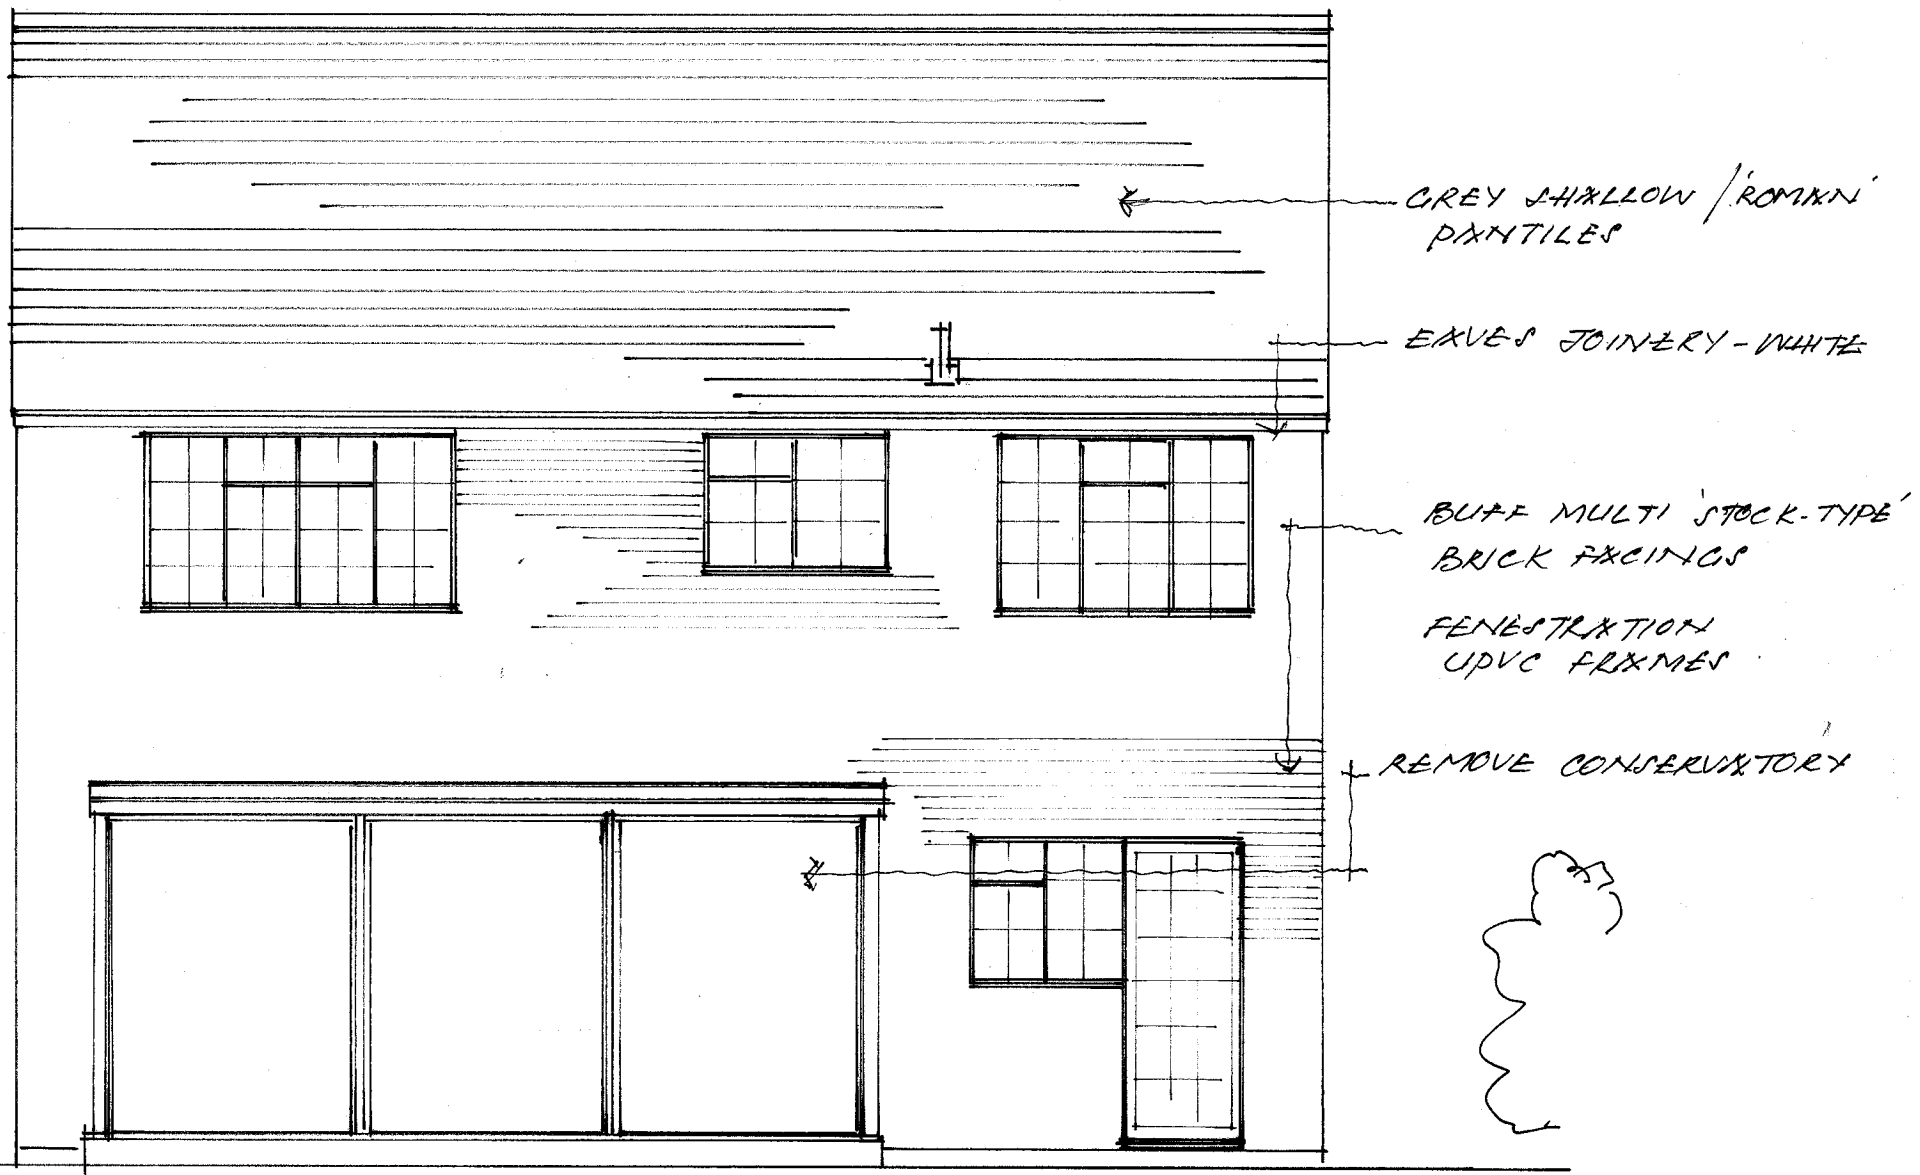 GREY SHALLOW / 'ROMAN'
PANTILES
EAVES JOINERY - WHITE
BUFF MULTI 'STOCK-TYPE'
BRICK FACINGS
FENESTRATION
UPVC FRAMES
REMOVE CONSERVATORY